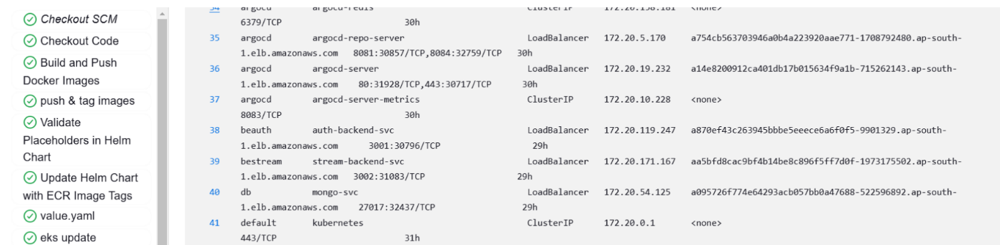 Checkout SCM
Checkout Code
Build and Push
Docker Images
push & tag images
Validate
Placeholders in Helm
Chart
Update Helm Chart
with ECR Image Tags
value.yaml
eks update
34 argocd argocd-redis ClusterIP 172.20.158.181 <none>
6379/TCP 30h
35 argocd argocd-repo-server LoadBalancer 172.20.5.170 a754cb563703946a0b4a223920aae771-1708792480.ap-south-
1.elb.amazonaws.com 8081:30857/TCP,8084:32759/TCP 30h
36 argocd argocd-server LoadBalancer 172.20.19.232 a14e8200912ca401db17b015634f9a1b-715262143.ap-south-
1.elb.amazonaws.com 80:31928/TCP,443:30717/TCP 30h
37 argocd argocd-server-metrics ClusterIP 172.20.10.228 <none>
8083/TCP 30h
38 beauth auth-backend-svc LoadBalancer 172.20.119.247 a870ef43c263945bbbe5eeece6a6f0f5-9901329.ap-south-
1.elb.amazonaws.com 3001:30796/TCP 29h
39 bestream stream-backend-svc LoadBalancer 172.20.171.167 aa5bfd8cac9bf4b14be8c896f5ff7d0f-1973175502.ap-south-
1.elb.amazonaws.com 3002:31083/TCP 29h
40 db mongo-svc LoadBalancer 172.20.54.125 a095726f774e64293acb057bb0a47688-522596892.ap-south-
1.elb.amazonaws.com 27017:32437/TCP 29h
41 default kubernetes ClusterIP 172.20.0.1 <none>
443/TCP 31h